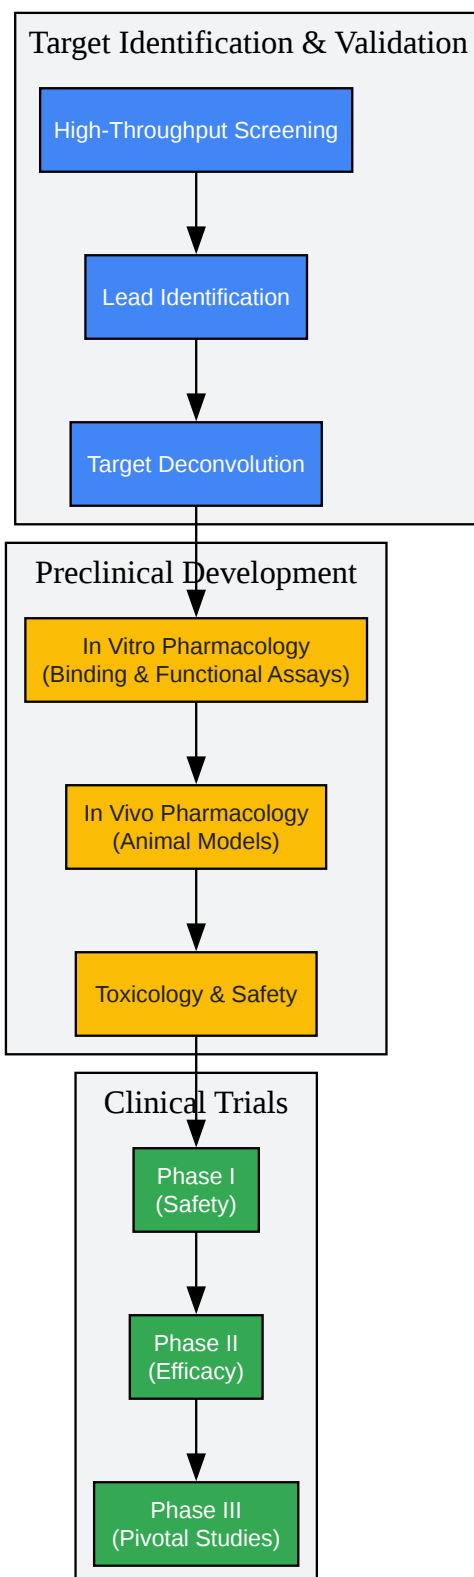 Target Identification & Validation
High-Throughput Screening
Lead Identification
Target Deconvolution
Preclinical Development
In Vitro Pharmacology
(Binding & Functional Assays)
In Vivo Pharmacology
(Animal Models)
Toxicology & Safety
Clinical Trials
Phase I
(Safety)
Phase II
(Efficacy)
Phase III
(Pivotal Studies)